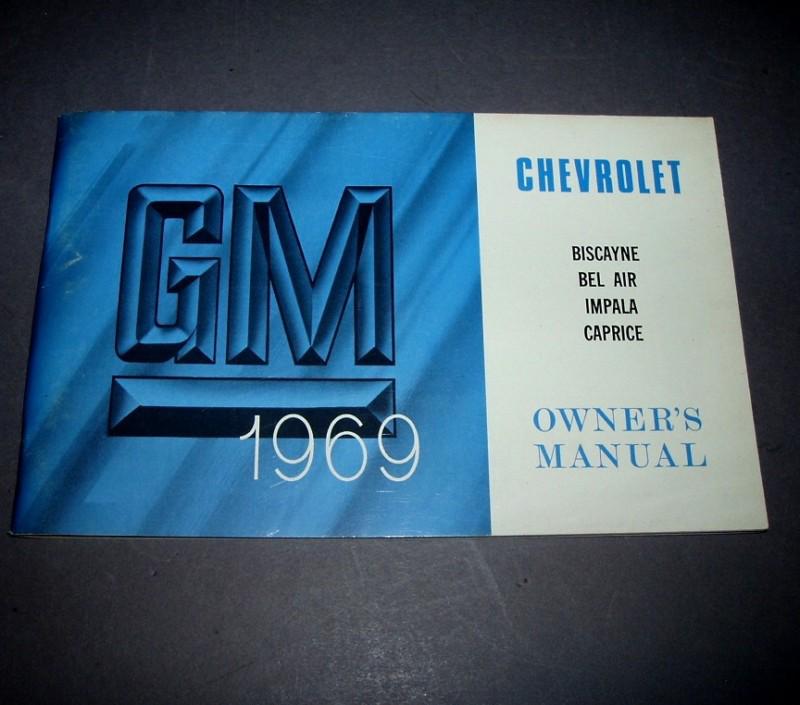 GM
1969
CHEVROLET
BISCAYNE
BEL AIR
IMPALA
CAPRICE
OWNER'S
MANUAL